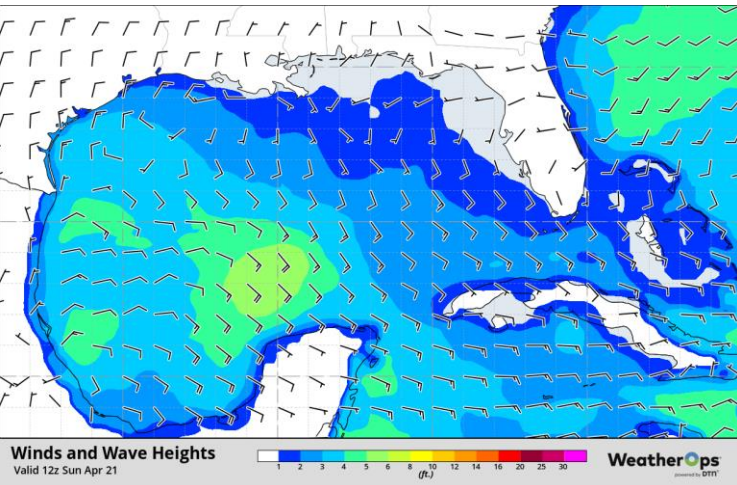 Winds and Wave Heights
Valid 12z Sun Apr 21
1 2 3 4 5 6 8 10 12 14 16 20 25 30
(ft.)
WeatherOps
powered by DTN